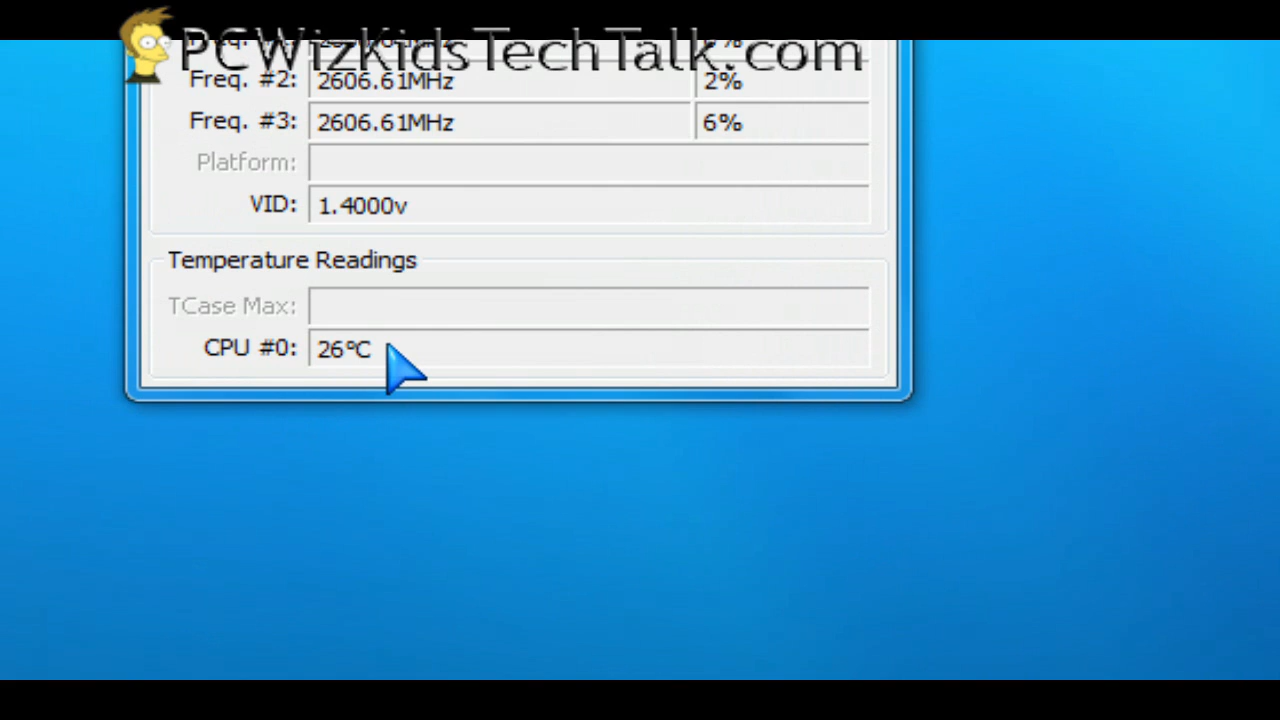 PCWizKidsTechTalk.com
Freq. #2: 2606.61MHz 2%
Freq. #3: 2606.61MHz 6%
Platform:
VID: 1.4000v
Temperature Readings
TCase Max:
CPU #0: 26°C